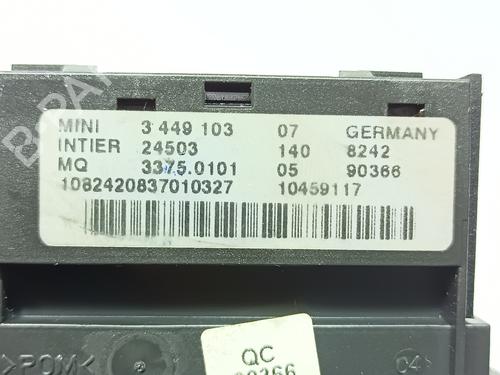 MINI 3 449 103 07 GERMANY
INTIER 24503 140 8242
MQ 3375.0101 05 90366
1082420837010327 10459117
QC
>POM<
04